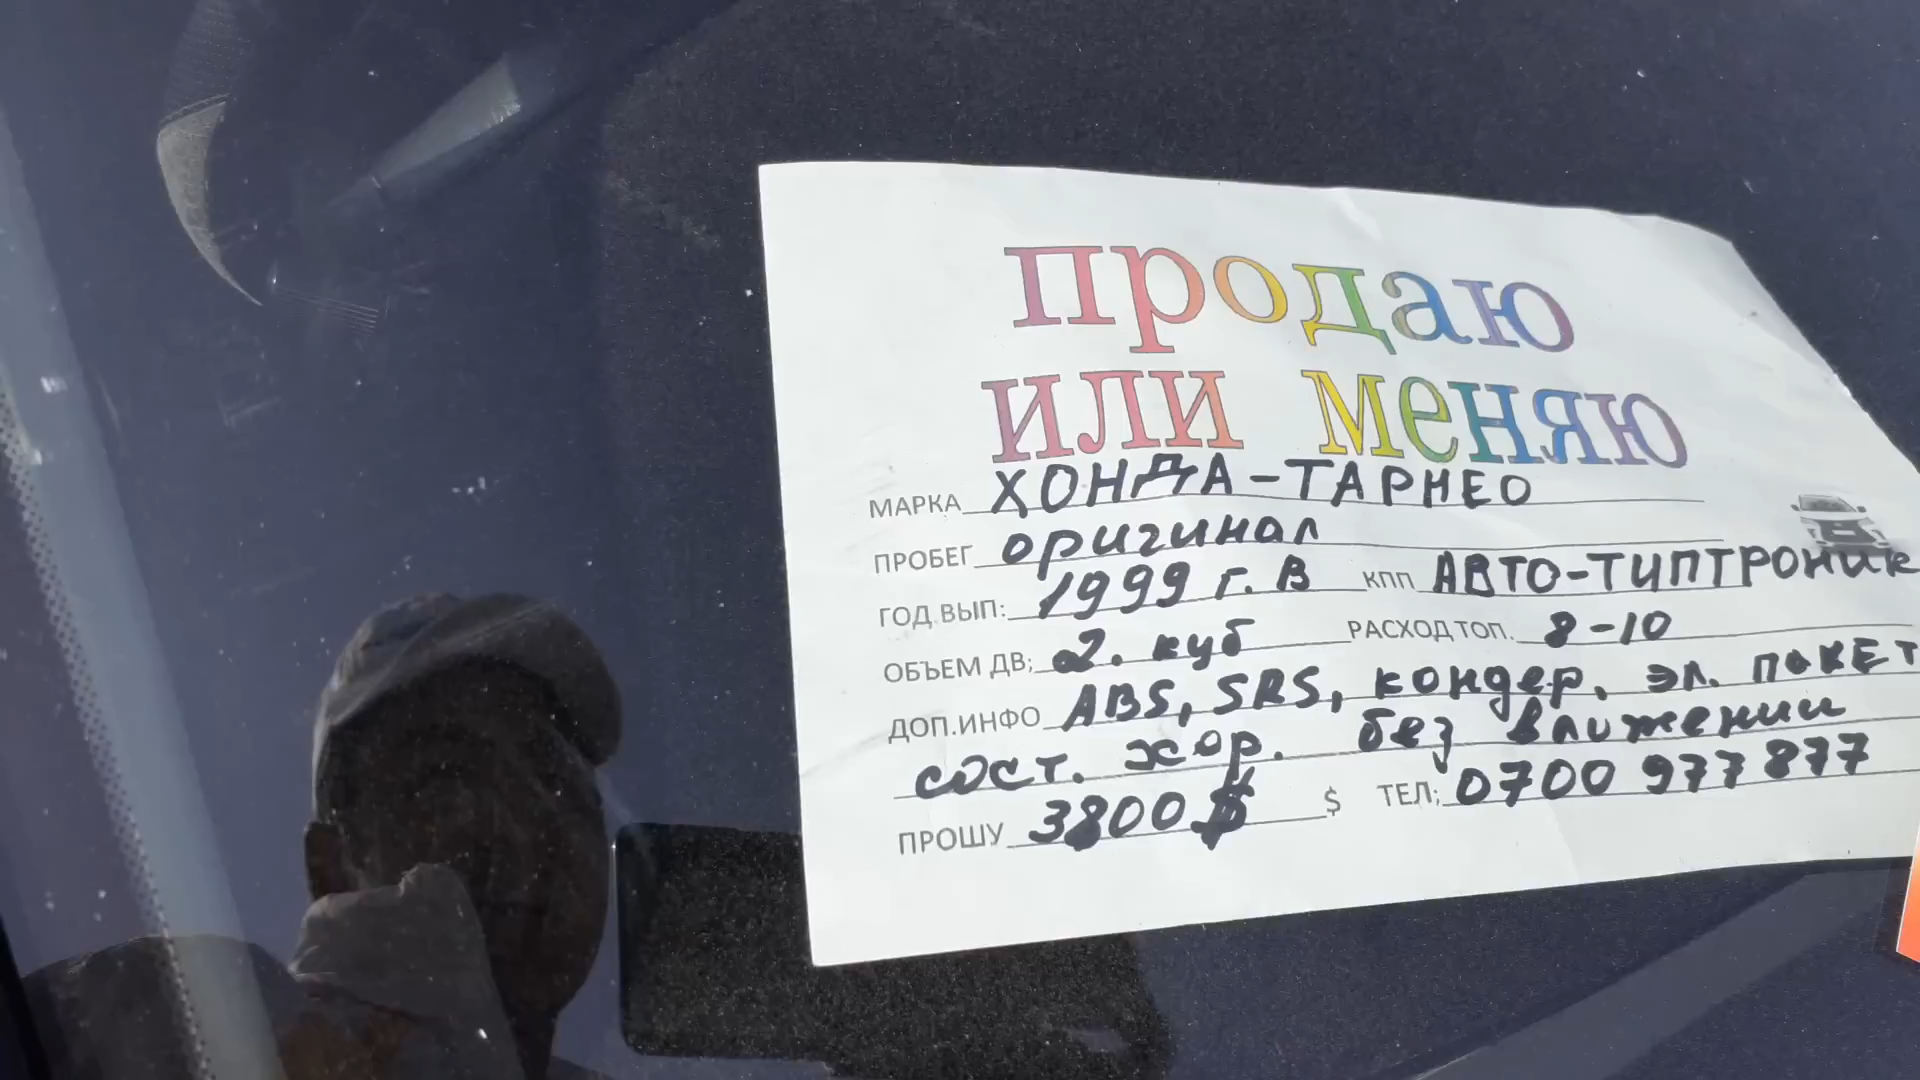 продаю
или меняю
МАРКА ХОНДА-ТАРНЕО
ПРОБЕГ оригинал
ГОД.ВЫП: 1999 г. В КПП АВТО-ТИПТРОНИК
ОБЪЕМ ДВ; 2. куб РАСХОД ТОП. 8-10
ДОП.ИНФО ABS, SRS, кондер, эл. пАКЕТ
сост. хор. без вложении
ПРОШУ 3800$ $ ТЕЛ; 0700 977 877